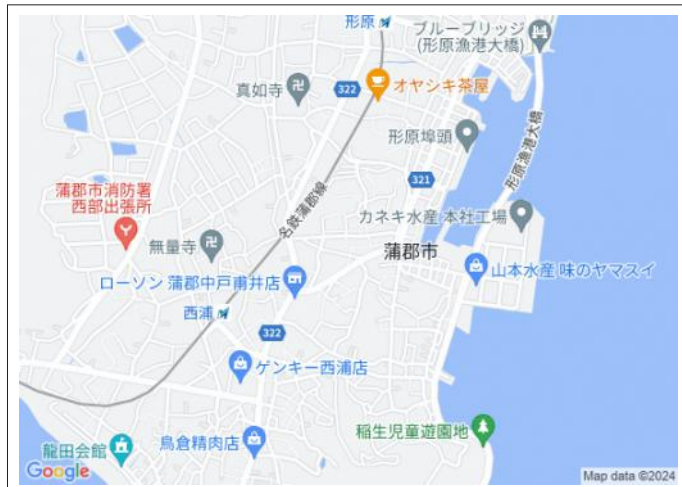 形原
ブルーブリッジ
(形原漁港大橋)
322
オヤシキ茶屋
真如寺
形原埠頭
形原漁港大橋
321
蒲郡市消防署
西部出張所
名鉄蒲郡線
カネキ水産 本社工場
無量寺
蒲郡市
山本水産 味のヤマスイ
ローソン 蒲郡中戸甫井店
西浦
322
ゲンキー西浦店
稲生児童遊園地
鳥倉精肉店
龍田会館
Google
Map data ©2024